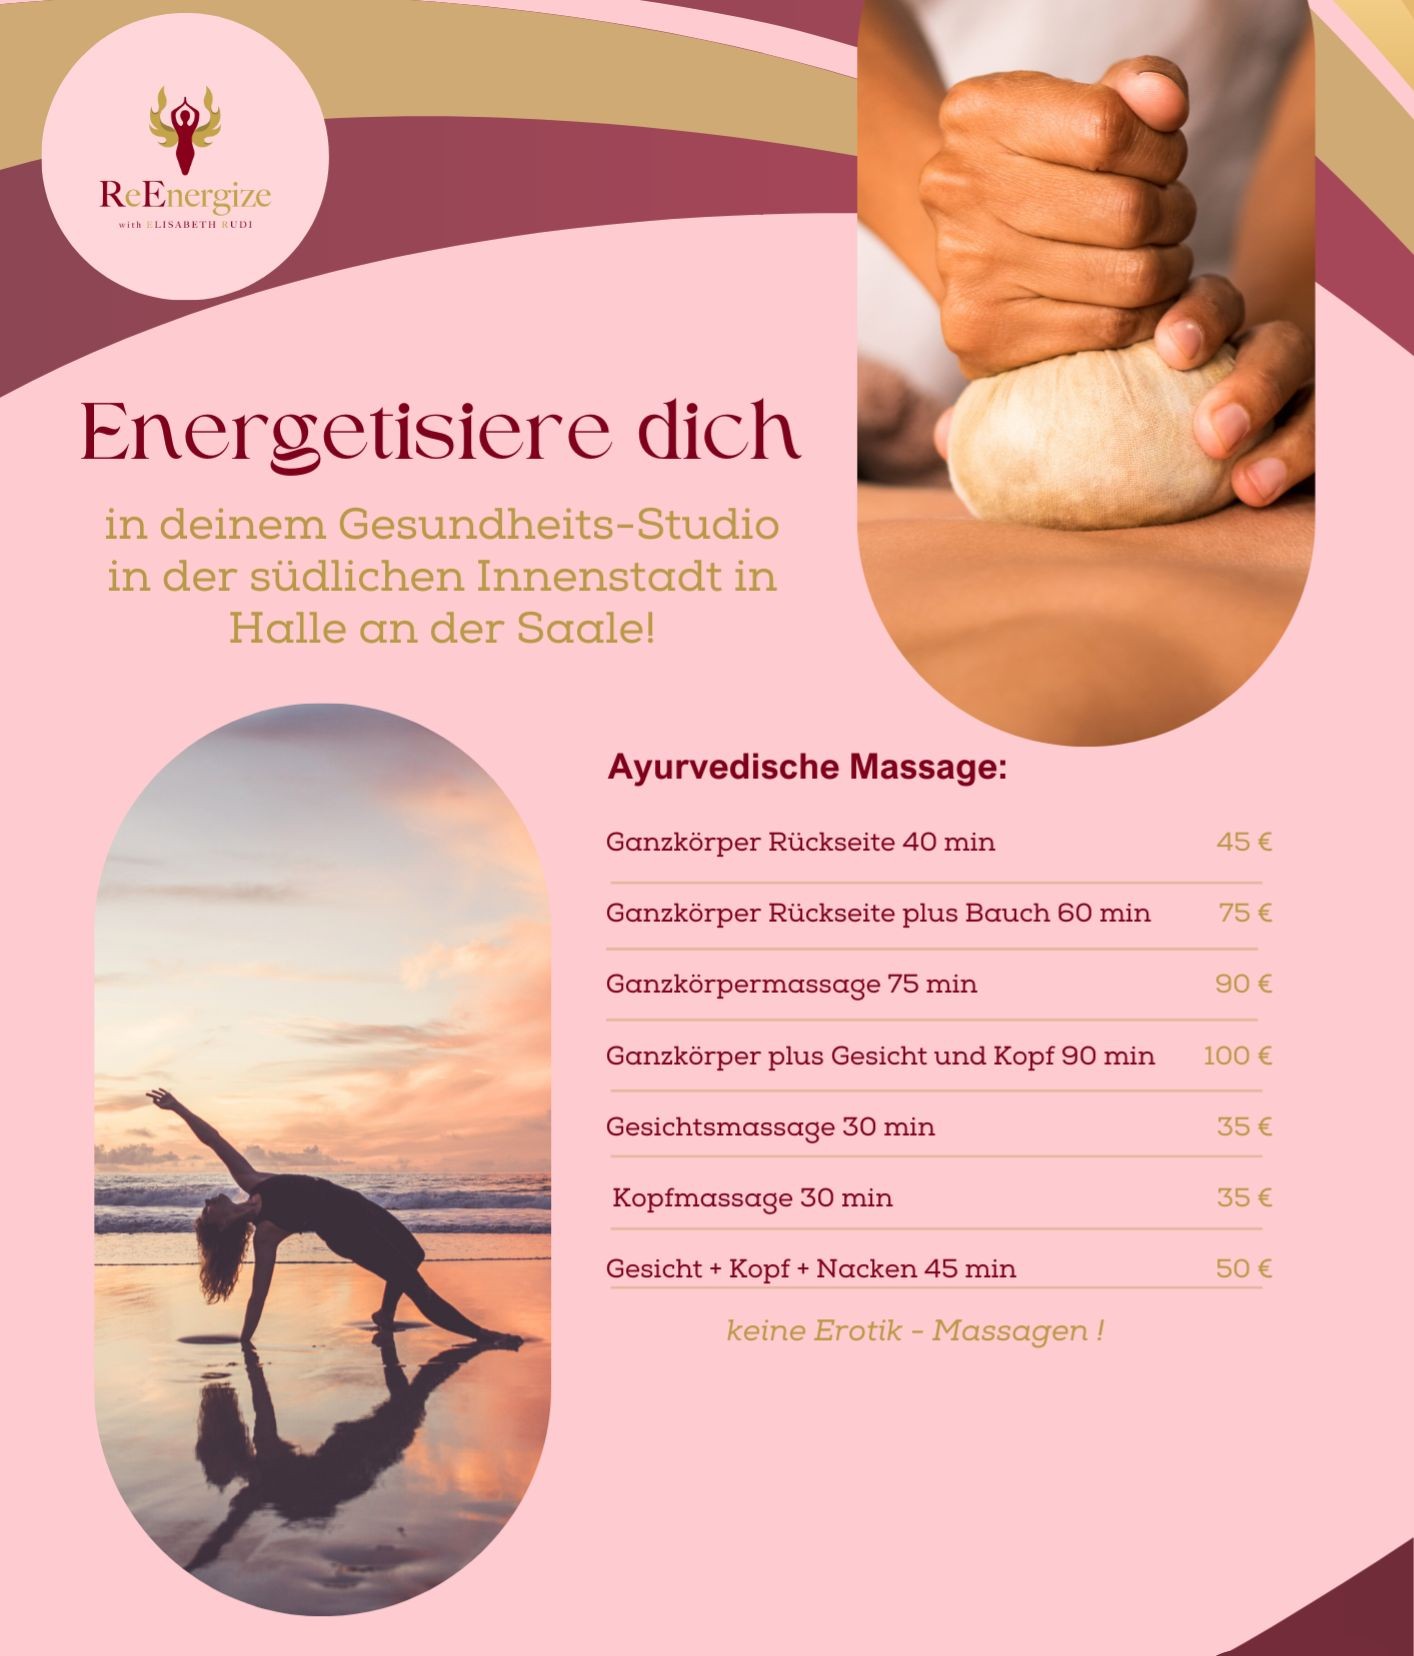 ReEnergize
with ELISABETH RUDI
Energetisiere dich
in deinem Gesundheits-Studio
in der südlichen Innenstadt in
Halle an der Saale!
Ayurvedische Massage:
Ganzkörper Rückseite 40 min 45 €
Ganzkörper Rückseite plus Bauch 60 min 75 €
Ganzkörpermassage 75 min 90 €
Ganzkörper plus Gesicht und Kopf 90 min 100 €
Gesichtsmassage 30 min 35 €
Kopfmassage 30 min 35 €
Gesicht + Kopf + Nacken 45 min 50 €
keine Erotik - Massagen !